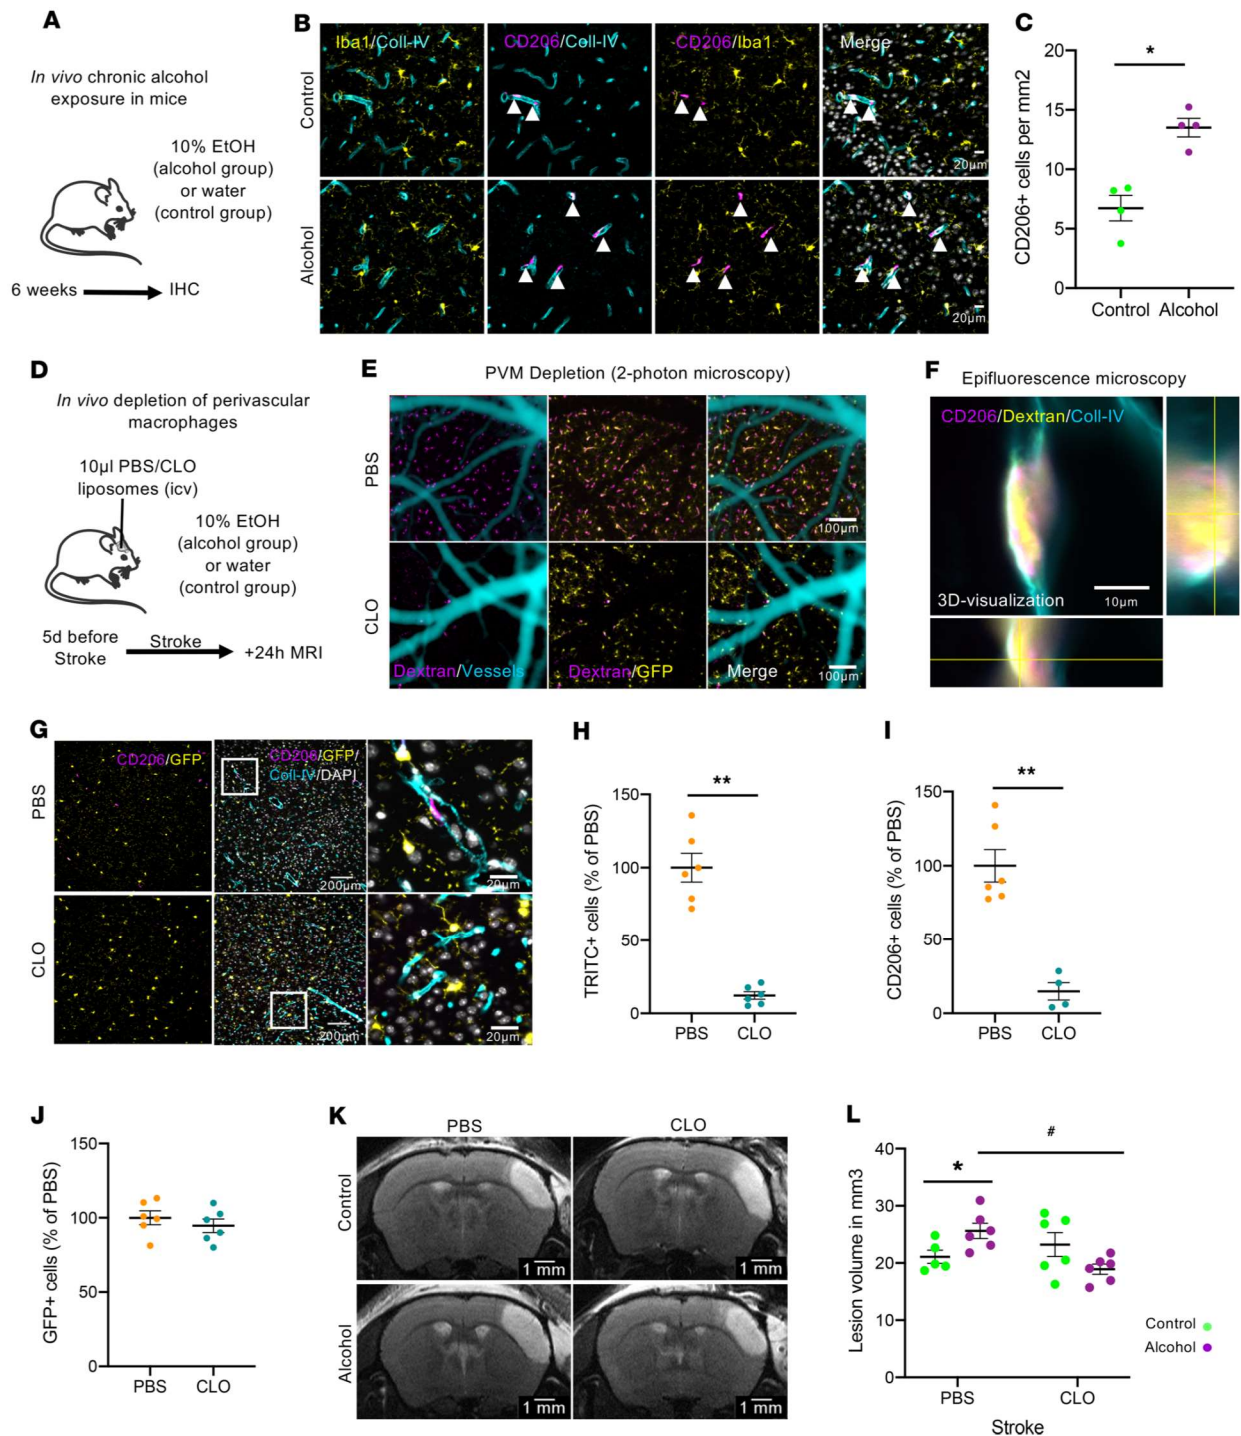 A
In vivo chronic alcohol
exposure in mice
10% EtOH
(alcohol group)
or water
(control group)
6 weeks
IHC
B
Iba1/Coll-IV
CD206/Coll-IV
CD206/Iba1
Merge
Control
20µm
Alcohol
20µm
C
*
CD206+ cells per mm2
20
15
10
5
0
Control
Alcohol
D
In vivo depletion of perivascular
macrophages
10µl PBS/CLO
liposomes (icv)
10% EtOH
(alcohol group)
or water
(control group)
5d before
Stroke
Stroke
+24h MRI
E
PVM Depletion (2-photon microscopy)
PBS
100µm
CLO
Dextran/Vessels
Dextran/GFP
Merge
100µm
F
Epifluorescence microscopy
CD206/Dextran/Coll-IV
3D-visualization
10µm
G
CD206/GFP
CD206/GFP/
Coll-IV/DAPI
PBS
200µm
20µm
CLO
200µm
20µm
H
**
TRITC+ cells (% of PBS)
150
100
50
0
PBS
CLO
I
**
CD206+ cells (% of PBS)
150
100
50
0
PBS
CLO
J
GFP+ cells (% of PBS)
150
100
50
0
PBS
CLO
K
PBS
CLO
Control
1 mm
1 mm
Alcohol
1 mm
1 mm
L
#
*
Lesion volume in mm3
40
30
20
10
0
PBS
CLO
Stroke
Control
Alcohol